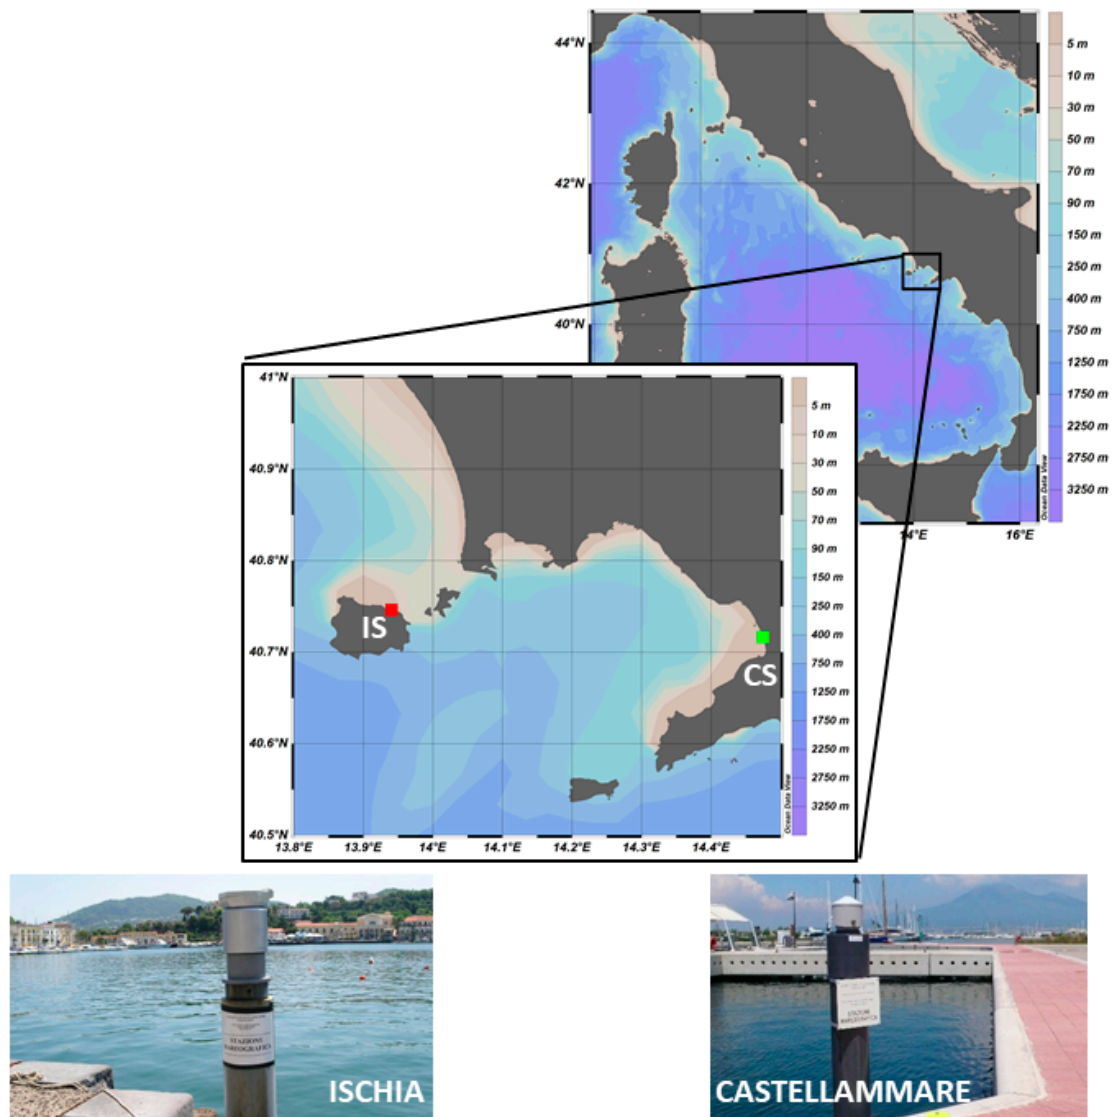 44°N
42°N
40°N
5 m
10 m
30 m
50 m
70 m
90 m
150 m
250 m
400 m
750 m
1250 m
1750 m
2250 m
2750 m
3250 m
Ocean Data View
14°E
16°E
41°N
40.9°N
40.8°N
40.7°N
40.6°N
40.5°N
IS
CS
5 m
10 m
30 m
50 m
70 m
90 m
150 m
250 m
400 m
750 m
1250 m
1750 m
2250 m
2750 m
3250 m
Ocean Data View
13.8°E
13.9°E
14°E
14.1°E
14.2°E
14.3°E
14.4°E
STAZIONE
MAREOGRAFICA
ISCHIA
STAZIONE
MAREOGRAFICA
CASTELLAMMARE